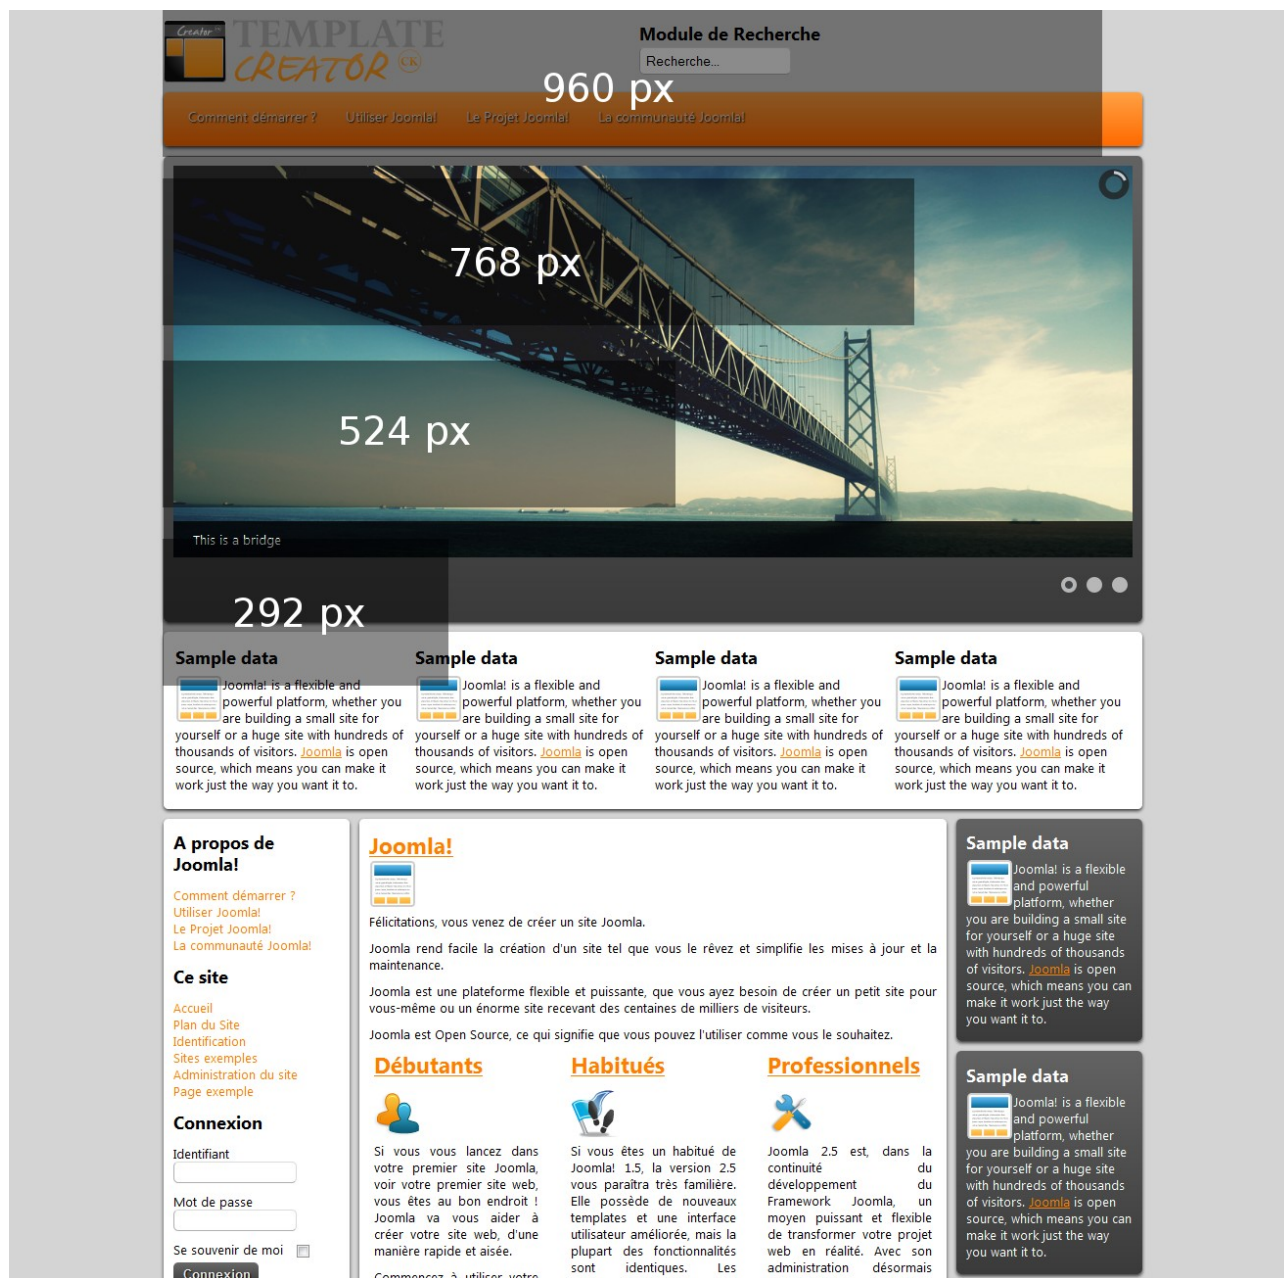 Creator
TEMPLATE
CREATOR CK
Module de Recherche
Recherche...
960 px
Comment démarrer ? Utiliser Joomla! Le Projet Joomla! La communauté Joomla!
768 px
524 px
This is a bridge
292 px
Sample data
Joomla! is a flexible and
powerful platform, whether you
are building a small site for
yourself or a huge site with hundreds of
thousands of visitors. Joomla is open
source, which means you can make it
work just the way you want it to.
Sample data
Joomla! is a flexible and
powerful platform, whether you
are building a small site for
yourself or a huge site with hundreds of
thousands of visitors. Joomla is open
source, which means you can make it
work just the way you want it to.
Sample data
Joomla! is a flexible and
powerful platform, whether you
are building a small site for
yourself or a huge site with hundreds of
thousands of visitors. Joomla is open
source, which means you can make it
work just the way you want it to.
Sample data
Joomla! is a flexible and
powerful platform, whether you
are building a small site for
yourself or a huge site with hundreds of
thousands of visitors. Joomla is open
source, which means you can make it
work just the way you want it to.
A propos de
Joomla!
Comment démarrer ?
Utiliser Joomla!
Le Projet Joomla!
La communauté Joomla!
Ce site
Accueil
Plan du Site
Identification
Sites exemples
Administration du site
Page exemple
Connexion
Identifiant
Mot de passe
Se souvenir de moi
Connexion
Joomla!
Félicitations, vous venez de créer un site Joomla.
Joomla rend facile la création d'un site tel que vous le rêvez et simplifie les mises à jour et la
maintenance.
Joomla est une plateforme flexible et puissante, que vous ayez besoin de créer un petit site pour
vous-même ou un énorme site recevant des centaines de milliers de visiteurs.
Joomla est Open Source, ce qui signifie que vous pouvez l'utiliser comme vous le souhaitez.
Débutants
Si vous vous lancez dans
votre premier site Joomla,
voir votre premier site web,
vous êtes au bon endroit !
Joomla va vous aider à
créer votre site web, d'une
manière rapide et aisée.
Commencez à utiliser votre
Habitués
Si vous êtes un habitué de
Joomla! 1.5, la version 2.5
vous paraîtra très familière.
Elle possède de nouveaux
templates et une interface
utilisateur améliorée, mais la
plupart des fonctionnalités
sont identiques. Les
Professionnels
Joomla 2.5 est, dans la
continuité du
développement du
Framework Joomla, un
moyen puissant et flexible
de transformer votre projet
web en réalité. Avec son
administration désormais
Sample data
Joomla! is a flexible
and powerful
platform, whether
you are building a small site
for yourself or a huge site
with hundreds of thousands
of visitors. Joomla is open
source, which means you can
make it work just the way
you want it to.
Sample data
Joomla! is a flexible
and powerful
platform, whether
you are building a small site
for yourself or a huge site
with hundreds of thousands
of visitors. Joomla is open
source, which means you can
make it work just the way
you want it to.